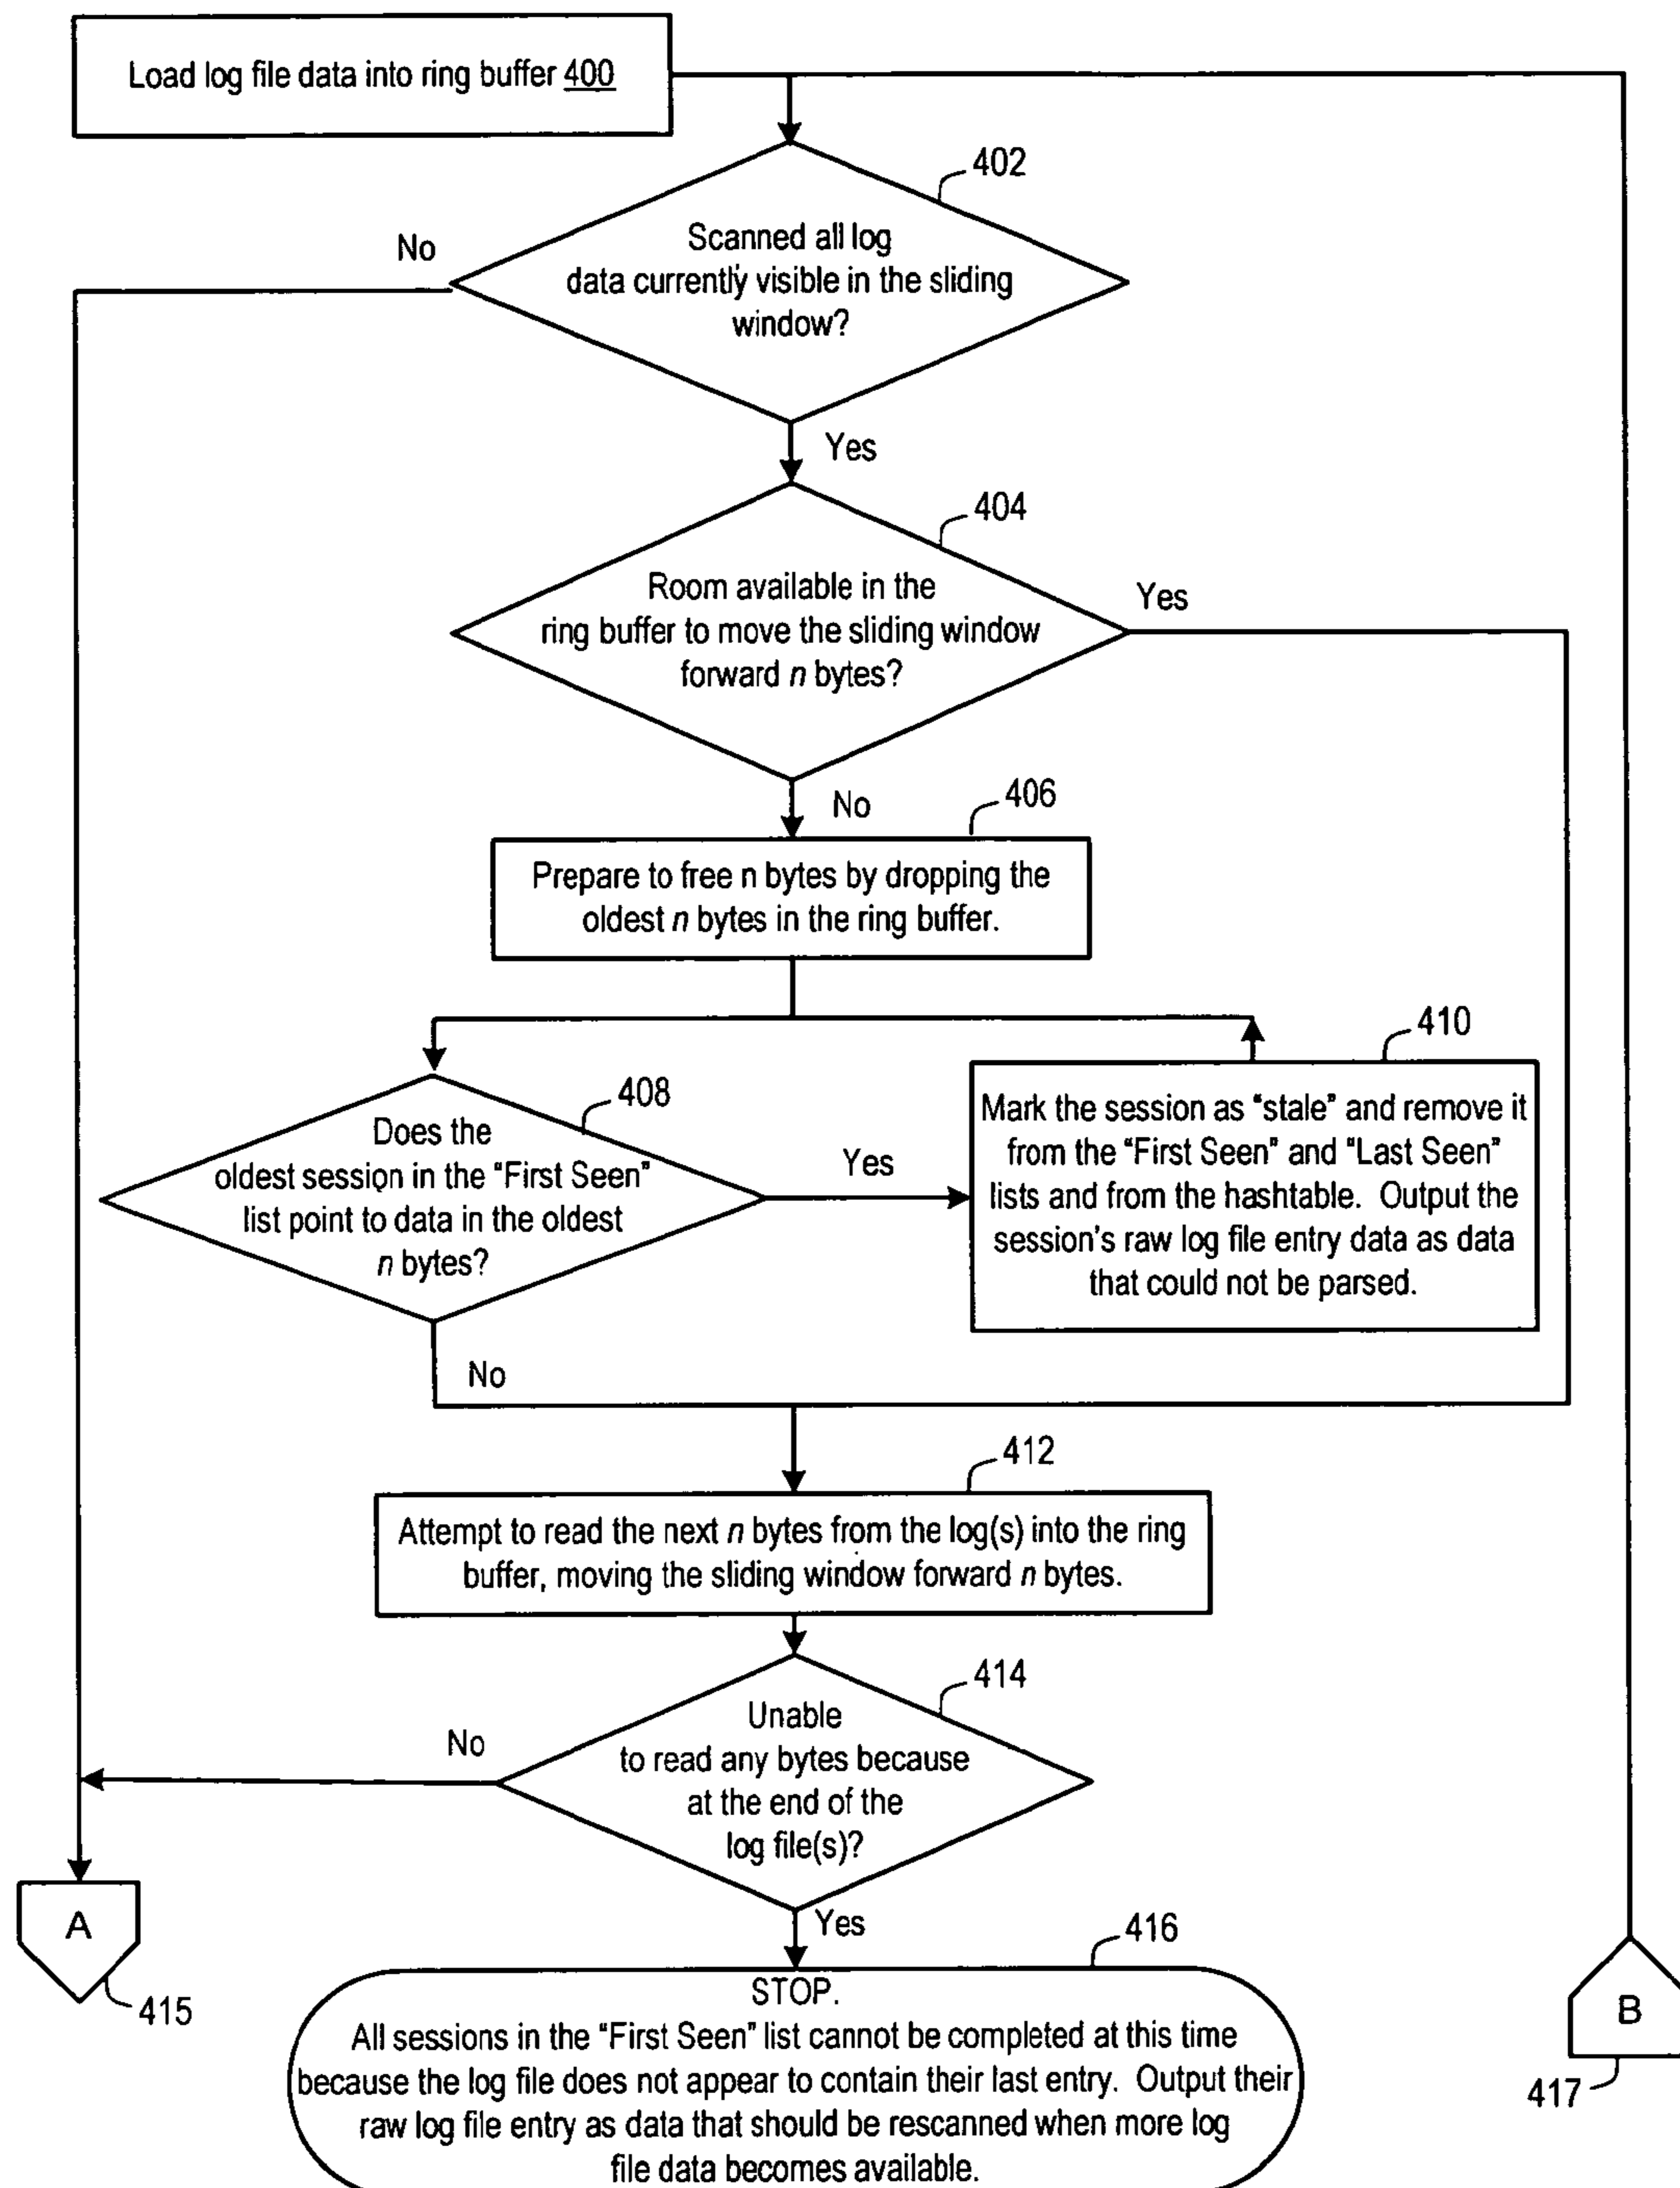 Load log file data into ring buffer 400
402
Scanned all log
data currently visible in the sliding
window?
No
Yes
404
Room available in the
ring buffer to move the sliding window
forward n bytes?
Yes
No
406
Prepare to free n bytes by dropping the
oldest n bytes in the ring buffer.
408
Does the
oldest session in the "First Seen"
list point to data in the oldest
n bytes?
Yes
410
Mark the session as "stale" and remove it
from the "First Seen" and "Last Seen"
lists and from the hashtable. Output the
session's raw log file entry data as data
that could not be parsed.
No
412
Attempt to read the next n bytes from the log(s) into the ring
buffer, moving the sliding window forward n bytes.
414
Unable
to read any bytes because
at the end of the
log file(s)?
No
Yes
A
415
416
STOP.
All sessions in the "First Seen" list cannot be completed at this time
because the log file does not appear to contain their last entry. Output their
raw log file entry as data that should be rescanned when more log
file data becomes available.
B
417